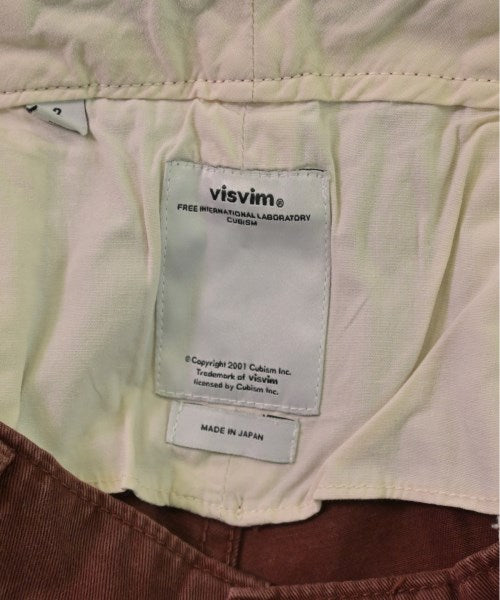 2
visvim®
FREE INTERNATIONAL LABORATORY
CUBISM
©Copyright 2001 Cubism Inc.
Trademark of Visvim
licensed by Cubism Inc.
MADE IN JAPAN